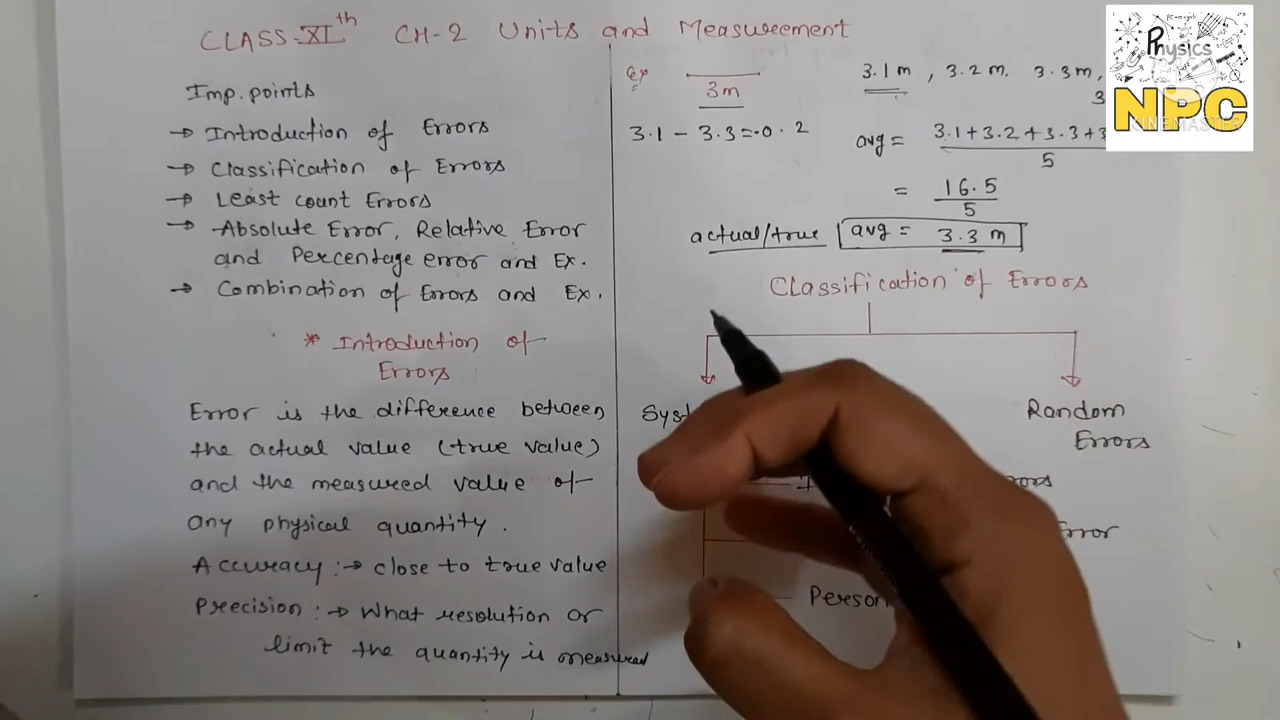 CLASS-XIth CH-2 Units and Measurement
Imp. points
→ Introduction of Errors
→ Classification of Errors
→ Least count Errors
→ Absolute Error, Relative Error
and Percentage error and Ex.
→ Combination of Errors and Ex.
* Introduction of
Errors
Error is the difference between
the actual value (true value)
and the measured value of
any physical quantity.
Accuracy :→ close to true value
Precision :→ What resolution or
limit the quantity is measured
Ex
3m
3.1 m, 3.2 m. 3.3 m,
3
3.1 - 3.3 = -0.2
avg = 3.1+3.2+3.3+3
5
= 16.5
5
actual/true avg = 3.3 m
Classification of Errors
Random
Errors
Error
Physics
NPC
KINEMASTER